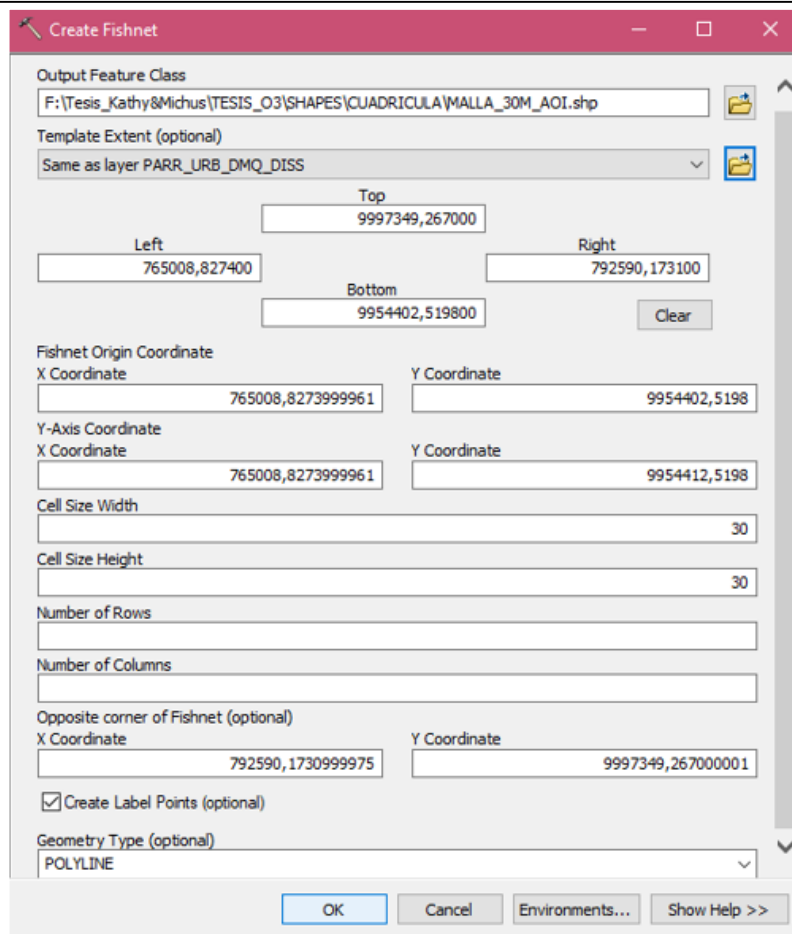 Create Fishnet
Output Feature Class
F:\Tesis_Kathy&Michus\TESIS_O3\SHAPES\CUADRICULA\MALLA_30M_AOI.shp
Template Extent (optional)
Same as layer PARR_URB_DMQ_DISS
Top
9997349,267000
Left Right
765008,827400 792590,173100
Bottom
9954402,519800
Clear
Fishnet Origin Coordinate
X Coordinate Y Coordinate
765008,8273999961 9954402,5198
Y-Axis Coordinate
X Coordinate Y Coordinate
765008,8273999961 9954412,5198
Cell Size Width
30
Cell Size Height
30
Number of Rows
Number of Columns
Opposite corner of Fishnet (optional)
X Coordinate Y Coordinate
792590,1730999975 9997349,267000001
Create Label Points (optional)
Geometry Type (optional)
POLYLINE
OK Cancel Environments... Show Help >>